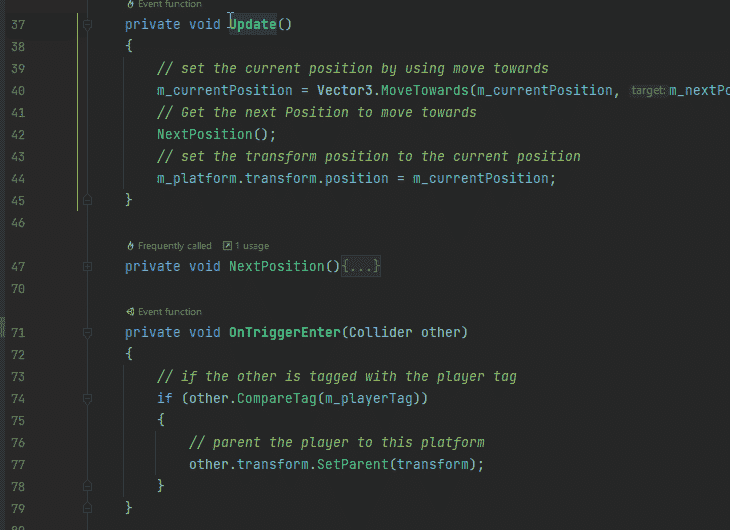 Event function
37 private void Update()
38 {
39 // set the current position by using move towards
40 m_currentPosition = Vector3.MoveTowards(m_currentPosition, target: m_nextPo
41 // Get the next Position to move towards
42 NextPosition();
43 // set the transform position to the current position
44 m_platform.transform.position = m_currentPosition;
45 }
46
Frequently called 1 usage
47 private void NextPosition(){...}
70
Event function
71 private void OnTriggerEnter(Collider other)
72 {
73 // if the other is tagged with the player tag
74 if (other.CompareTag(m_playerTag))
75 {
76 // parent the player to this platform
77 other.transform.SetParent(transform);
78 }
79 }